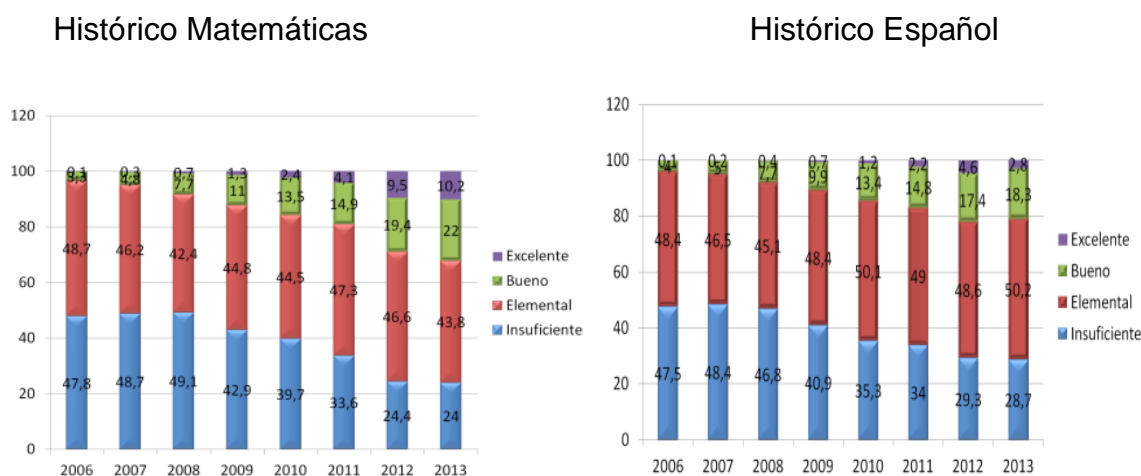 Histórico Matemáticas
120
100
80
60
40
20
0
0,1 0,3 0,7 1,3 2,4 4,1 9,5 10,2
3,3 4,8 7,7 11 13,5 14,9 19,4 22
48,7 46,2 42,4 44,8 44,5 47,3 46,6 43,8
47,8 48,7 49,1 42,9 39,7 33,6 24,4 24
2006 2007 2008 2009 2010 2011 2012 2013
Excelente
Bueno
Elemental
Insuficiente
Histórico Español
120
100
80
60
40
20
0
0,1 0,2 0,4 0,7 1,2 2,2 4,6 2,8
4 5 7,7 9,9 13,4 14,8 17,4 18,3
48,4 46,5 45,1 48,4 50,1 49 48,6 50,2
47,5 48,4 46,8 40,9 35,3 34 29,3 28,7
2006 2007 2008 2009 2010 2011 2012 2013
Excelente
Bueno
Elemental
Insuficiente